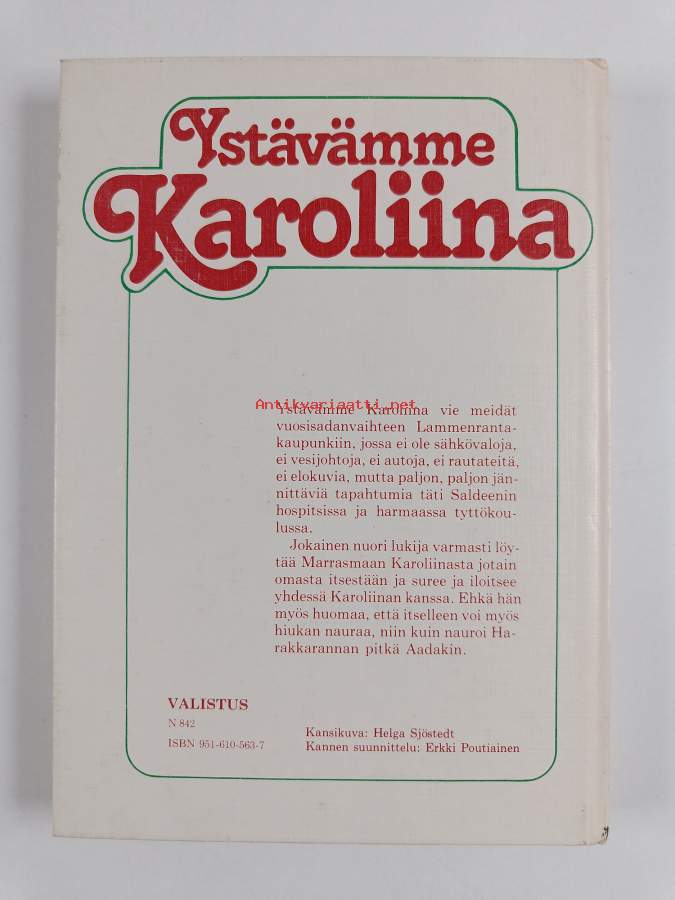 Ystävämme
Karoliina
Antikvariaatti.net
Ystävämme Karoliina vie meidät
vuosisadanvaihteen Lammenranta-
kaupunkiin, jossa ei ole sähkövaloja,
ei vesijohtoja, ei autoja, ei rautateitä,
ei elokuvia, mutta paljon, paljon jän-
nittäviä tapahtumia täti Saldeenin
hospitsissa ja harmaassa tyttökou-
lussa.
Jokainen nuori lukija varmasti löy-
tää Marrasmaan Karoliinasta jotain
omasta itsestään ja suree ja iloitsee
yhdessä Karoliinan kanssa. Ehkä hän
myös huomaa, että itselleen voi myös
hiukan nauraa, niin kuin nauroi Ha-
rakkarannan pitkä Aadakin.
VALISTUS
N 842
ISBN 951-610-563-7
Kansikuva: Helga Sjöstedt
Kannen suunnittelu: Erkki Poutiainen